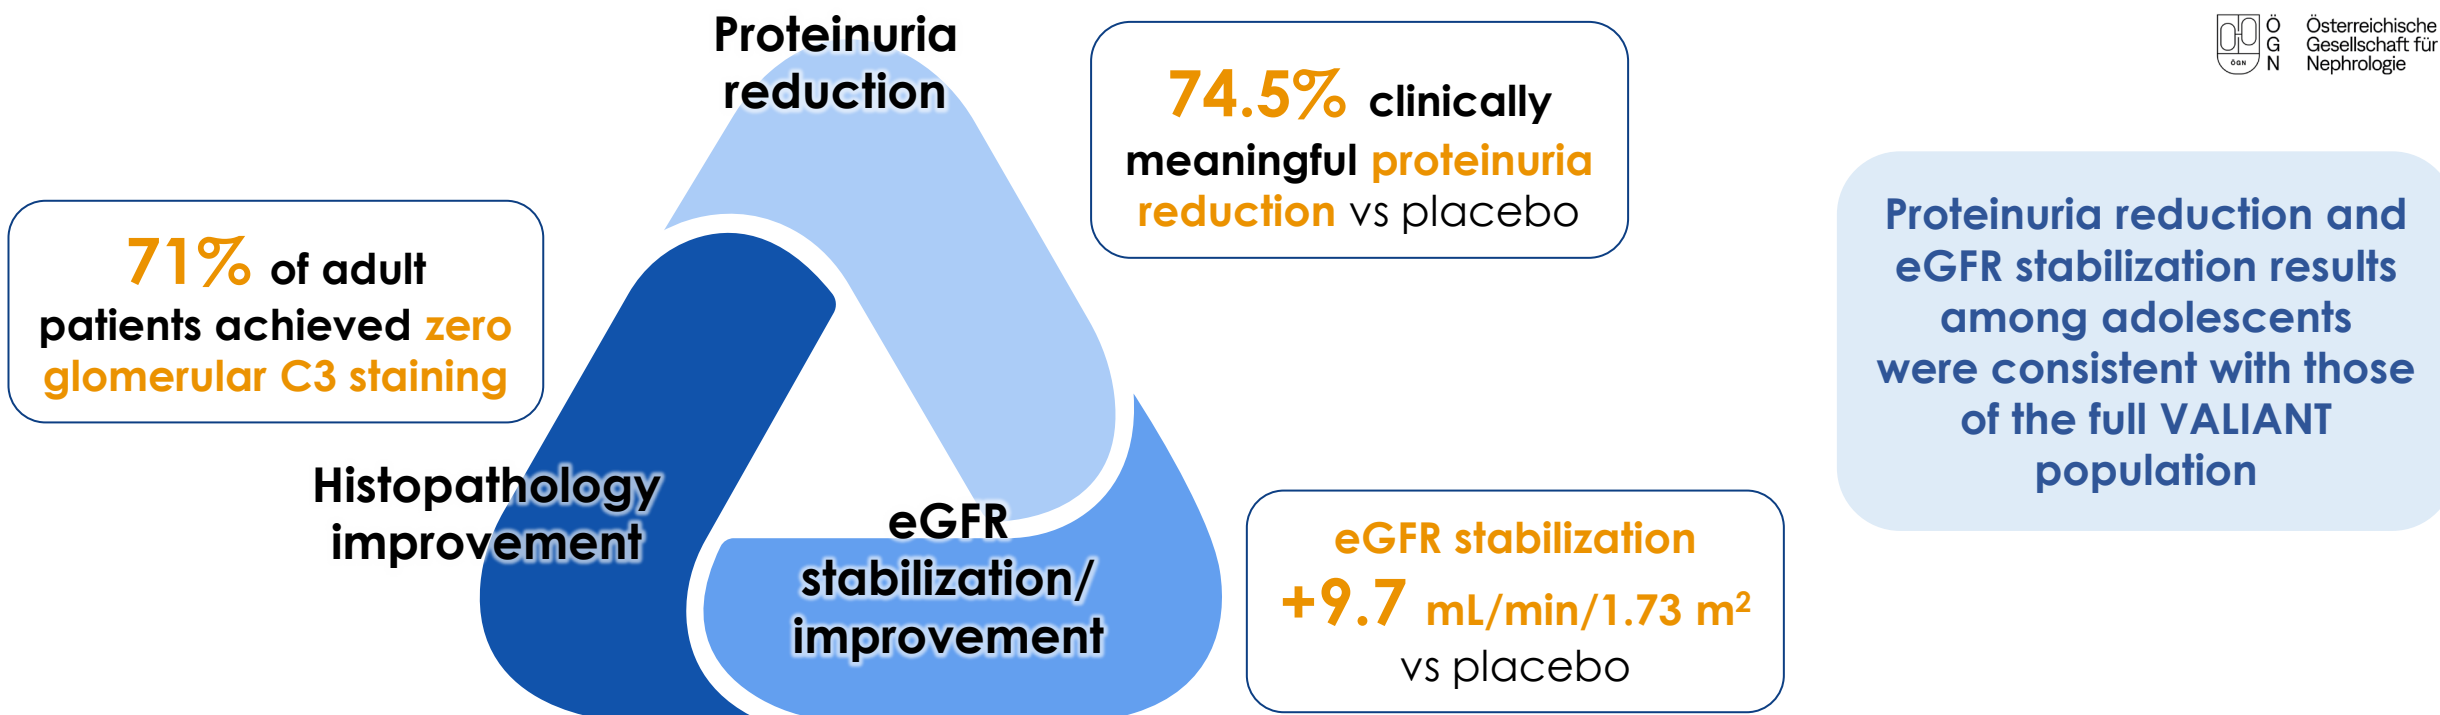 Proteinuria
reduction
74.5% clinically
meaningful proteinuria
reduction vs placebo
ÖGN
Ö
G
N
Österreichische
Gesellschaft für
Nephrologie
71% of adult
patients achieved zero
glomerular C3 staining
Proteinuria reduction and
eGFR stabilization results
among adolescents
were consistent with those
of the full VALIANT
population
Histopathology
improvement
eGFR
stabilization/
improvement
eGFR stabilization
+9.7 mL/min/1.73 m²
vs placebo